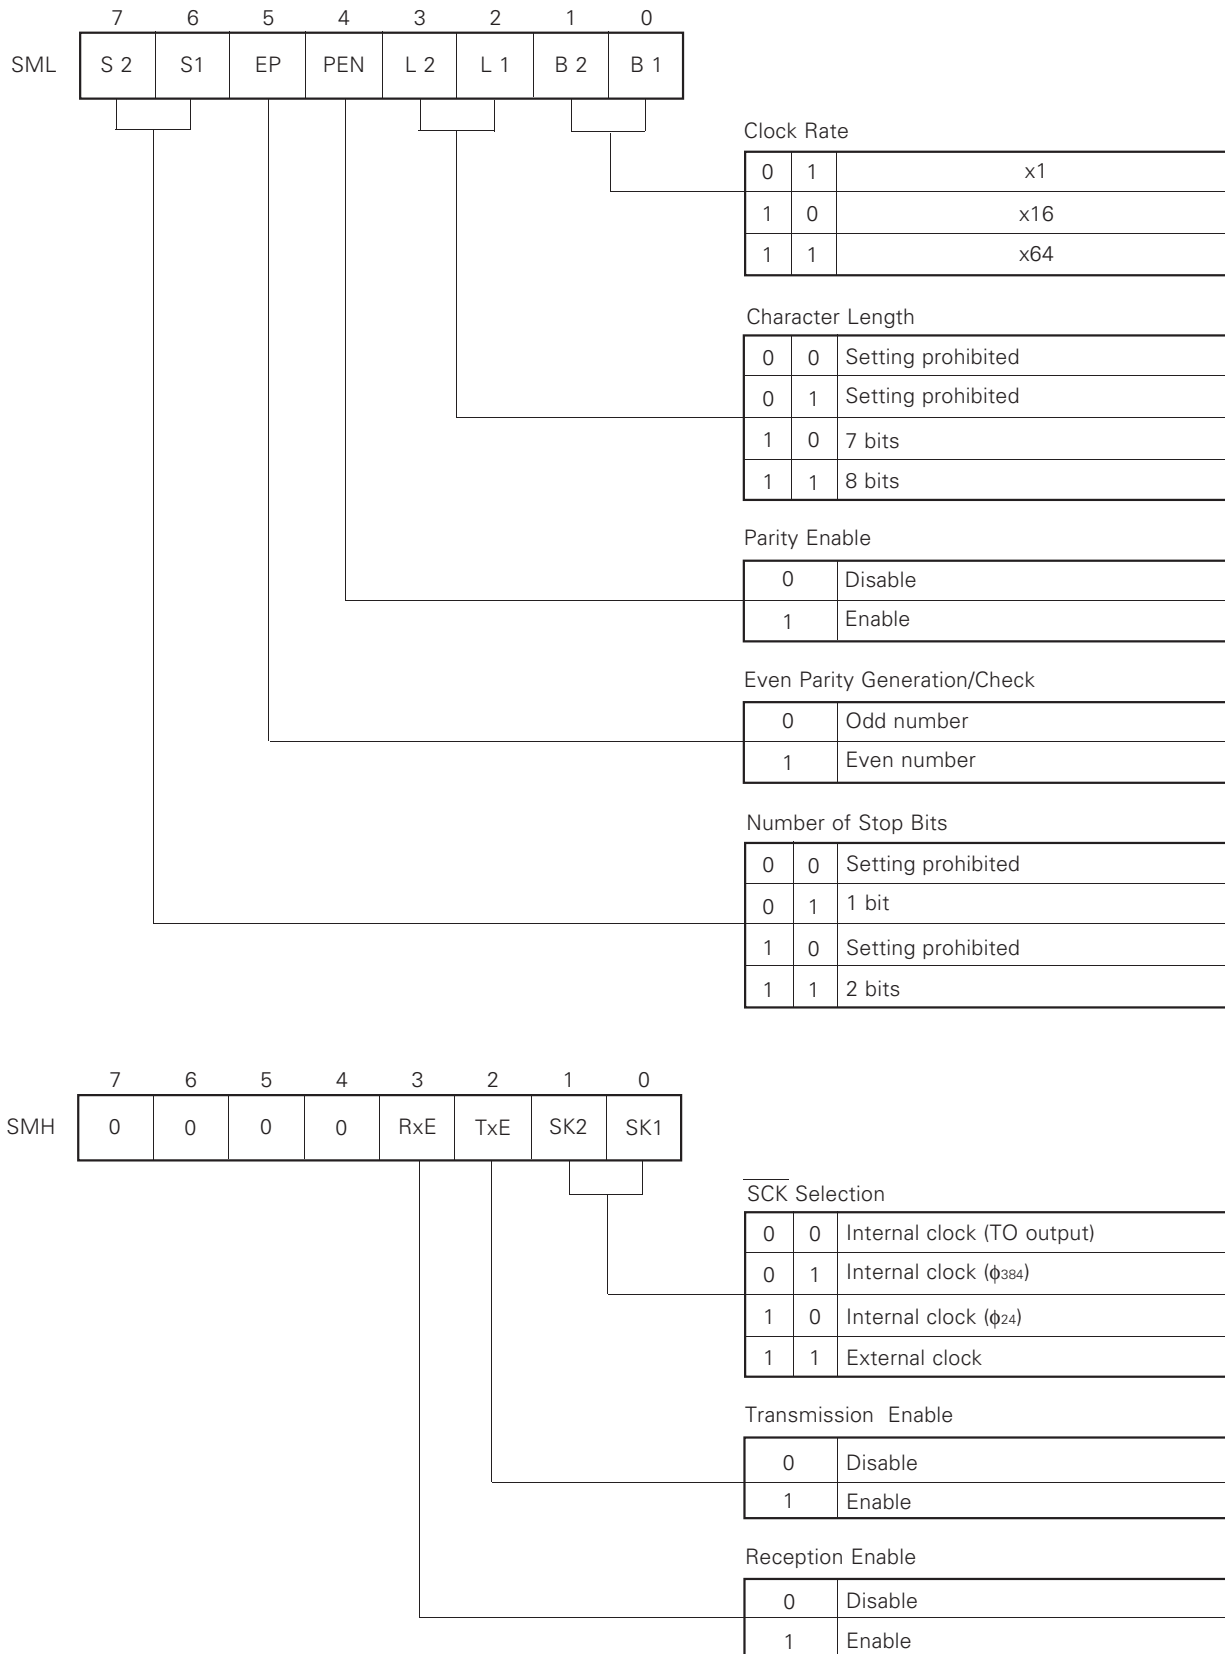 7 6 5 4 3 2 1 0
SML S 2 S1 EP PEN L 2 L 1 B 2 B 1
Clock Rate
0 1 x1
1 0 x16
1 1 x64
Character Length
0 0 Setting prohibited
0 1 Setting prohibited
1 0 7 bits
1 1 8 bits
Parity Enable
0 Disable
1 Enable
Even Parity Generation/Check
0 Odd number
1 Even number
Number of Stop Bits
0 0 Setting prohibited
0 1 1 bit
1 0 Setting prohibited
1 1 2 bits
7 6 5 4 3 2 1 0
SMH 0 0 0 0 RxE TxE SK2 SK1
S̅C̅K̅ Selection
0 0 Internal clock (TO output)
0 1 Internal clock (ϕ384)
1 0 Internal clock (ϕ24)
1 1 External clock
Transmission Enable
0 Disable
1 Enable
Reception Enable
0 Disable
1 Enable